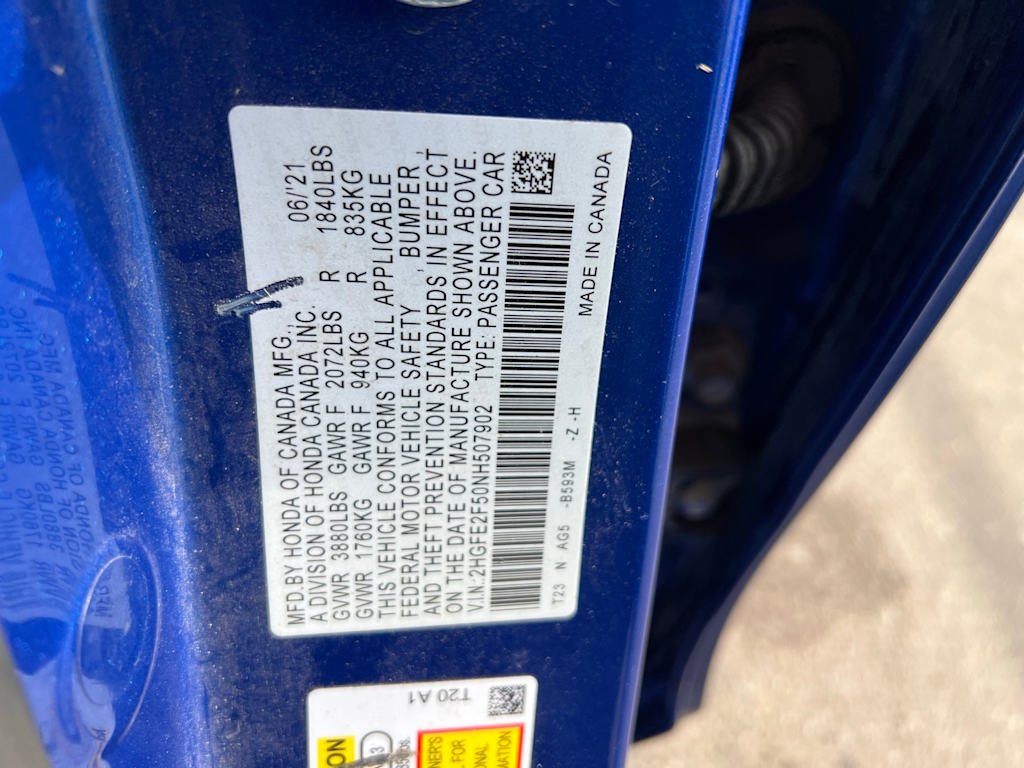 MFD.BY HONDA OF CANADA MFG., 06/'21
A DIVISION OF HONDA CANADA INC.
GVWR 3880LBS GAWR F 2072LBS R 1840LBS
GVWR 1760KG GAWR F 940KG R 835KG
THIS VEHICLE CONFORMS TO ALL APPLICABLE
FEDERAL MOTOR VEHICLE SAFETY , BUMPER ,
AND THEFT PREVENTION STANDARDS IN EFFECT
ON THE DATE OF MANUFACTURE SHOWN ABOVE.
V.I.N.:2HGFE2F50NH507902 TYPE: PASSENGER CAR
T23 N AG5 -B593M -Z -H
MADE IN CANADA
T20 A1